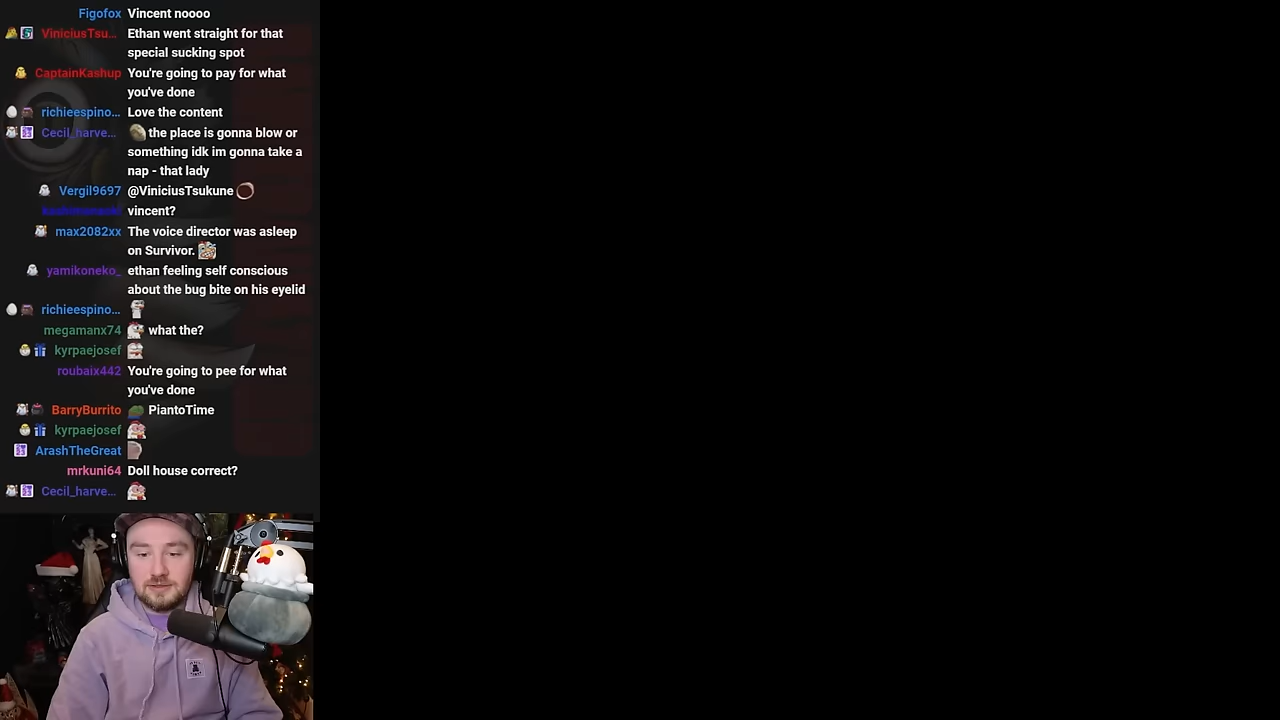 Figofox Vincent noooo
ViniciusTsu... Ethan went straight for that
special sucking spot
CaptainKashup You're going to pay for what
you've done
richieespino... Love the content
Cecil_harve... the place is gonna blow or
something idk im gonna take a
nap - that lady
Vergil9697 @ViniciusTsukune
vincent?
max2082xx The voice director was asleep
on Survivor.
yamikoneko_ ethan feeling self conscious
about the bug bite on his eyelid
richieespino...
megamanx74 what the?
kyrpaejosef
roubaix442 You're going to pee for what
you've done
BarryBurrito PiantoTime
kyrpaejosef
ArashTheGreat
mrkuni64 Doll house correct?
Cecil_harve...